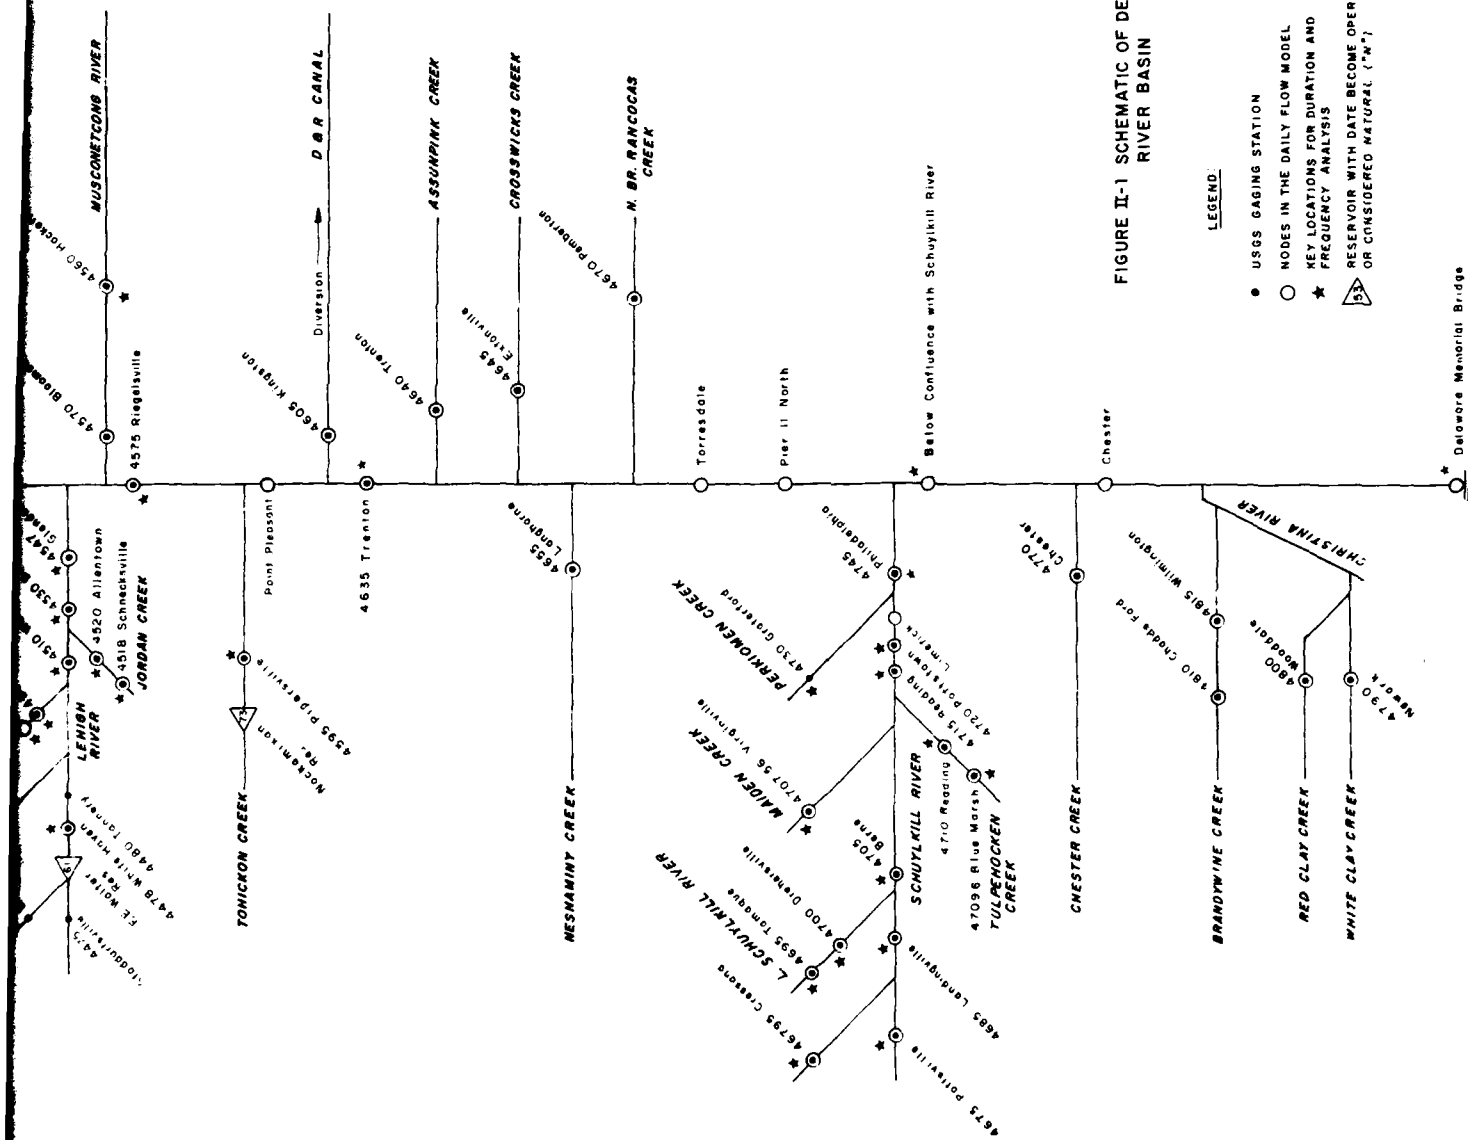 MUSCONETCONG RIVER
4560
4570
4575 Riegelsville
D & R CANAL
Diversion
4605 Kingston
ASSUNPINK CREEK
4640 Trenton
CROSSWICKS CREEK
4645
Extonville
N. BR. RANCOCAS
CREEK
4670 Pemberton
Torresdale
Pier 11 North
Below Confluence with Schuylkill River
Chester
Delaware Memorial Bridge
4547
4530
4510
4520 Allentown
4518 Schnecksville
JORDAN CREEK
LEHIGH
RIVER
4480 Tannery
4478 White Haven
F.E. Walter
Res
61
4475
Stoddartsville
Point Pleasant
4635 Trenton
4595 Pipersville
73
Nockamixon
Res
TOHICKON CREEK
4655
Langhorne
NESHAMINY CREEK
4745
Philadelphia
4730 Graterford
PERKIOMEN CREEK
Limerick
4720 Pottstown
4715 Reading
470756 Virginville
MAIDEN CREEK
4710 Reading
47096 Blue Marsh
TULPEHOCKEN
CREEK
SCHUYLKILL RIVER
4705
Berne
4700 Drehersville
4695 Tamaqua
L. SCHUYLKILL RIVER
4685 Landingville
46795 Cressona
4675 Pottsville
4770
Chester
CHESTER CREEK
CHRISTINA RIVER
4815 Wilmington
4810 Chadds Ford
BRANDYWINE CREEK
4800
Wooddale
RED CLAY CREEK
4790
Newark
WHITE CLAY CREEK
FIGURE II-1 SCHEMATIC OF DE
RIVER BASIN
LEGEND:
USGS GAGING STATION
NODES IN THE DAILY FLOW MODEL
KEY LOCATIONS FOR DURATION AND
FREQUENCY ANALYSIS
53
RESERVOIR WITH DATE BECOME OPER
OR CONSIDERED NATURAL ("N")